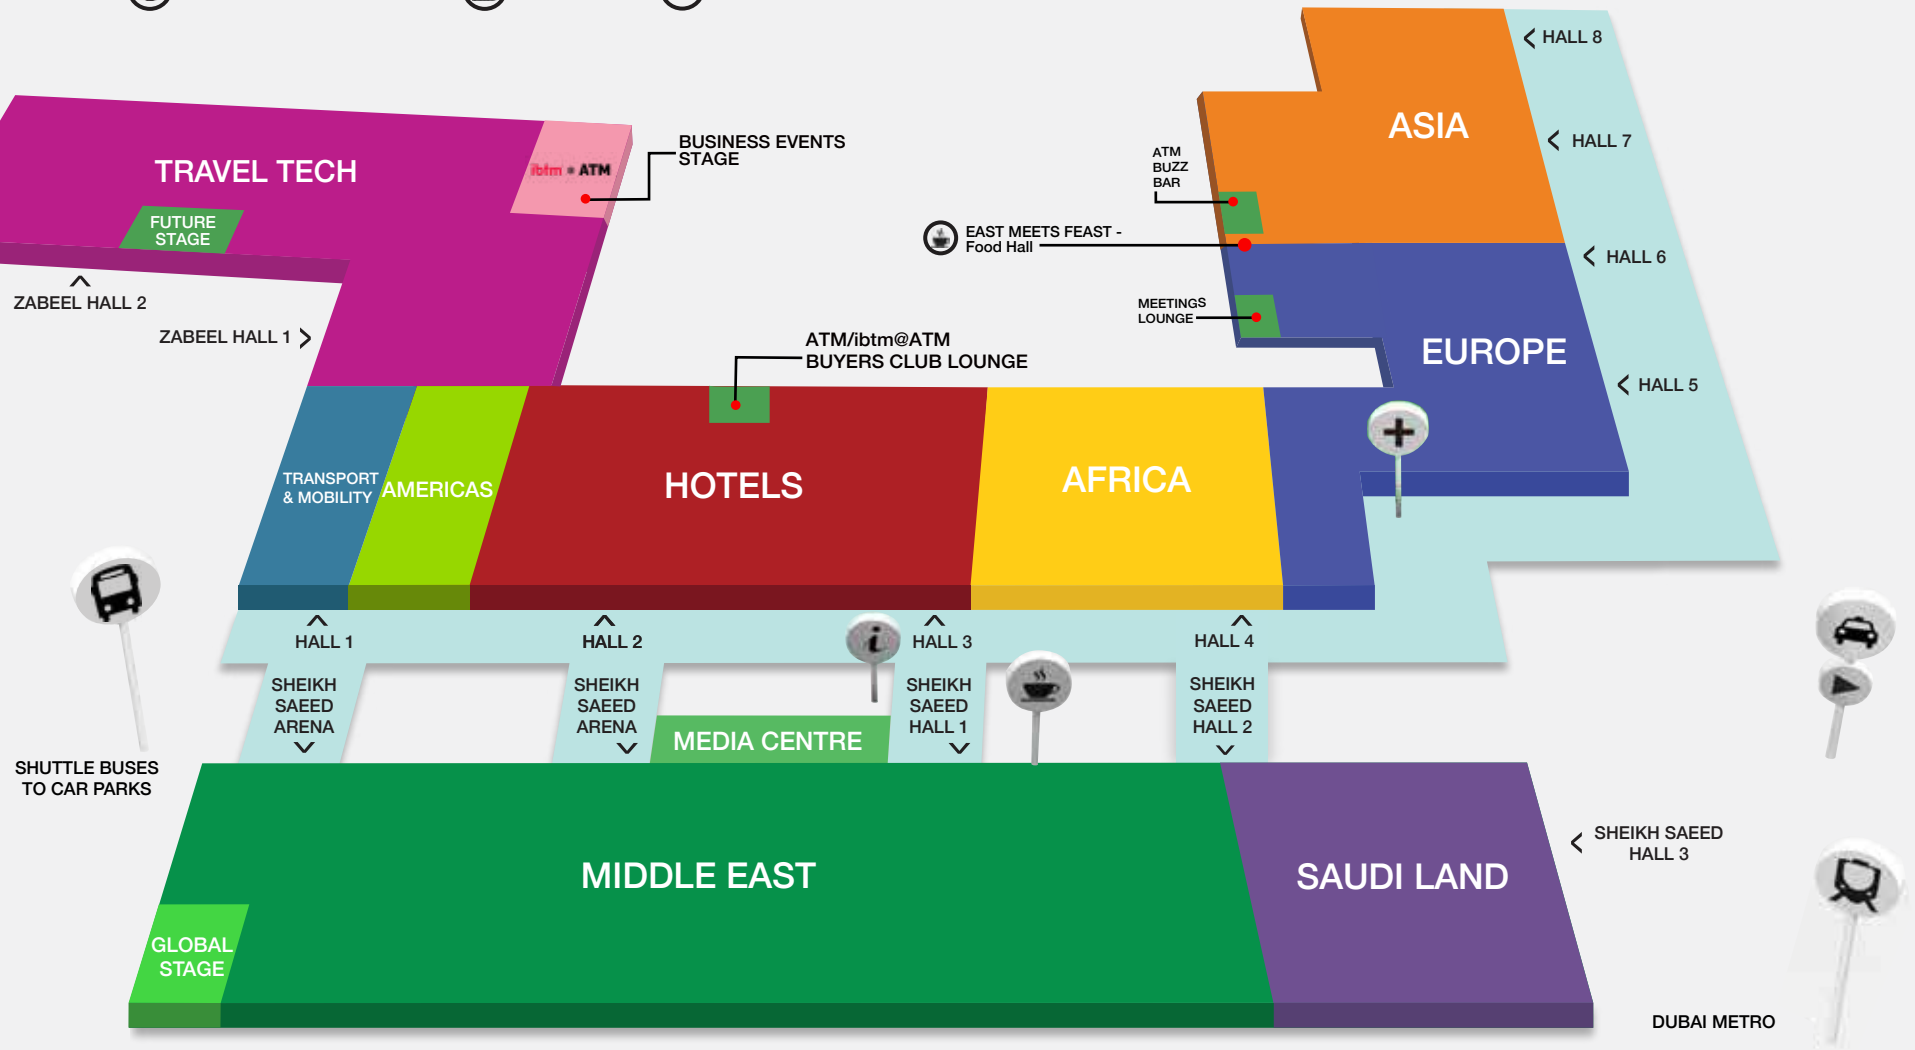 HALL 8
ASIA
HALL 7
BUSINESS EVENTS
STAGE
TRAVEL TECH
ibtm @ ATM
ATM
BUZZ
BAR
FUTURE
STAGE
EAST MEETS FEAST -
Food Hall
HALL 6
ZABEEL HALL 2
MEETINGS
LOUNGE
ZABEEL HALL 1
ATM/ibtm@ATM
BUYERS CLUB LOUNGE
EUROPE
HALL 5
TRANSPORT
& MOBILITY
AMERICAS
HOTELS
AFRICA
HALL 1
HALL 2
HALL 3
HALL 4
SHEIKH
SAEED
ARENA
SHEIKH
SAEED
ARENA
SHEIKH
SAEED
HALL 1
SHEIKH
SAEED
HALL 2
MEDIA CENTRE
SHUTTLE BUSES
TO CAR PARKS
SHEIKH SAEED
HALL 3
MIDDLE EAST
SAUDI LAND
GLOBAL
STAGE
DUBAI METRO